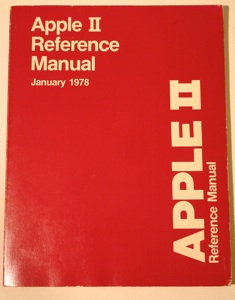 Apple II
Reference
Manual
January 1978
APPLE II
Reference Manual